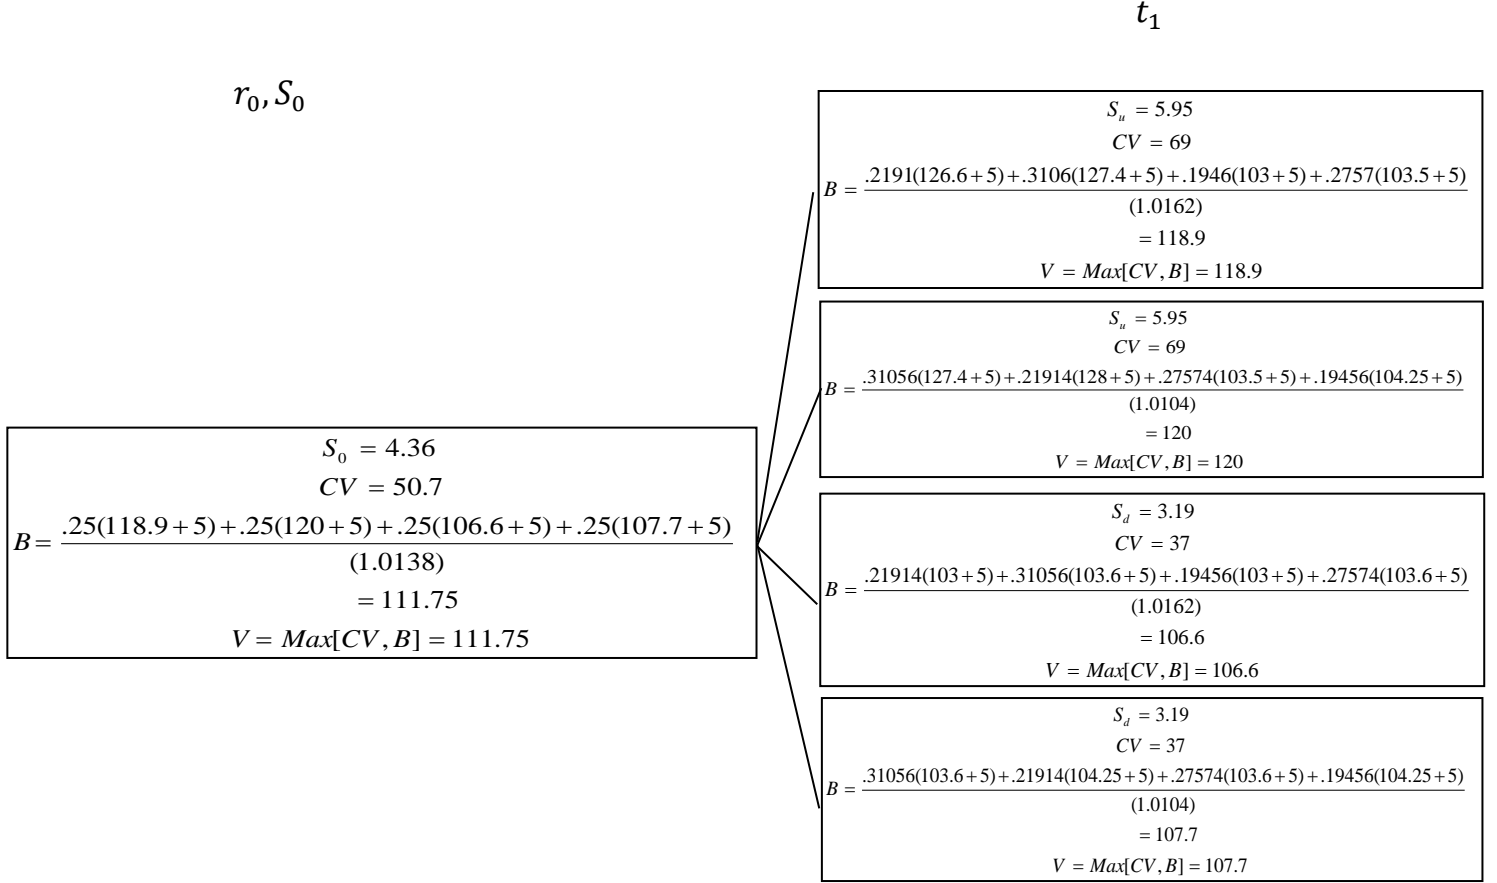 t₁
r₀, S₀
S_u = 5.95
CV = 69
B = .2191(126.6+5)+.3106(127.4+5)+.1946(103+5)+.2757(103.5+5)
(1.0162)
= 118.9
V = Max[CV, B] = 118.9
S_u = 5.95
CV = 69
B = .31056(127.4+5)+.21914(128+5)+.27574(103.5+5)+.19456(104.25+5)
(1.0104)
= 120
V = Max[CV, B] = 120
S₀ = 4.36
CV = 50.7
B = .25(118.9+5)+.25(120+5)+.25(106.6+5)+.25(107.7+5)
(1.0138)
= 111.75
V = Max[CV, B] = 111.75
S_d = 3.19
CV = 37
B = .21914(103+5)+.31056(103.6+5)+.19456(103+5)+.27574(103.6+5)
(1.0162)
= 106.6
V = Max[CV, B] = 106.6
S_d = 3.19
CV = 37
B = .31056(103.6+5)+.21914(104.25+5)+.27574(103.6+5)+.19456(104.25+5)
(1.0104)
= 107.7
V = Max[CV, B] = 107.7